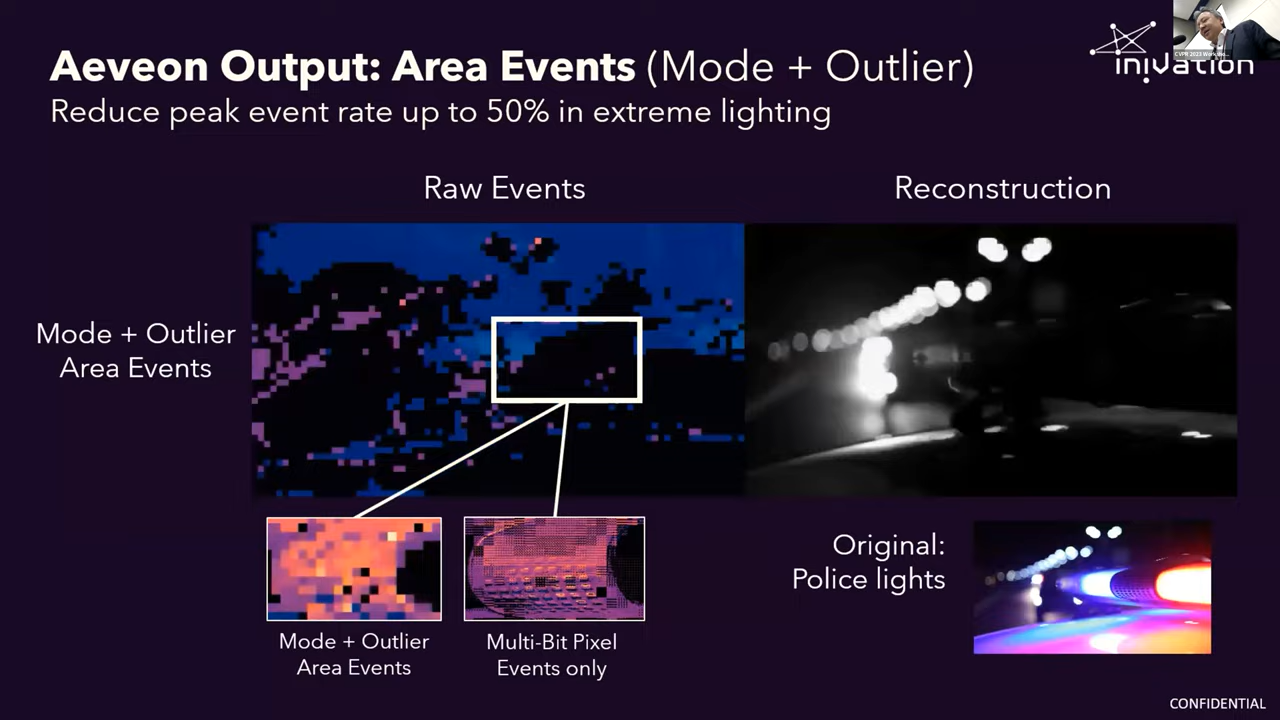 Aeveon Output: Area Events (Mode + Outlier)
Reduce peak event rate up to 50% in extreme lighting
inivation
Raw Events
Reconstruction
Mode + Outlier
Area Events
Original:
Police lights
Mode + Outlier
Area Events
Multi-Bit Pixel
Events only
CONFIDENTIAL